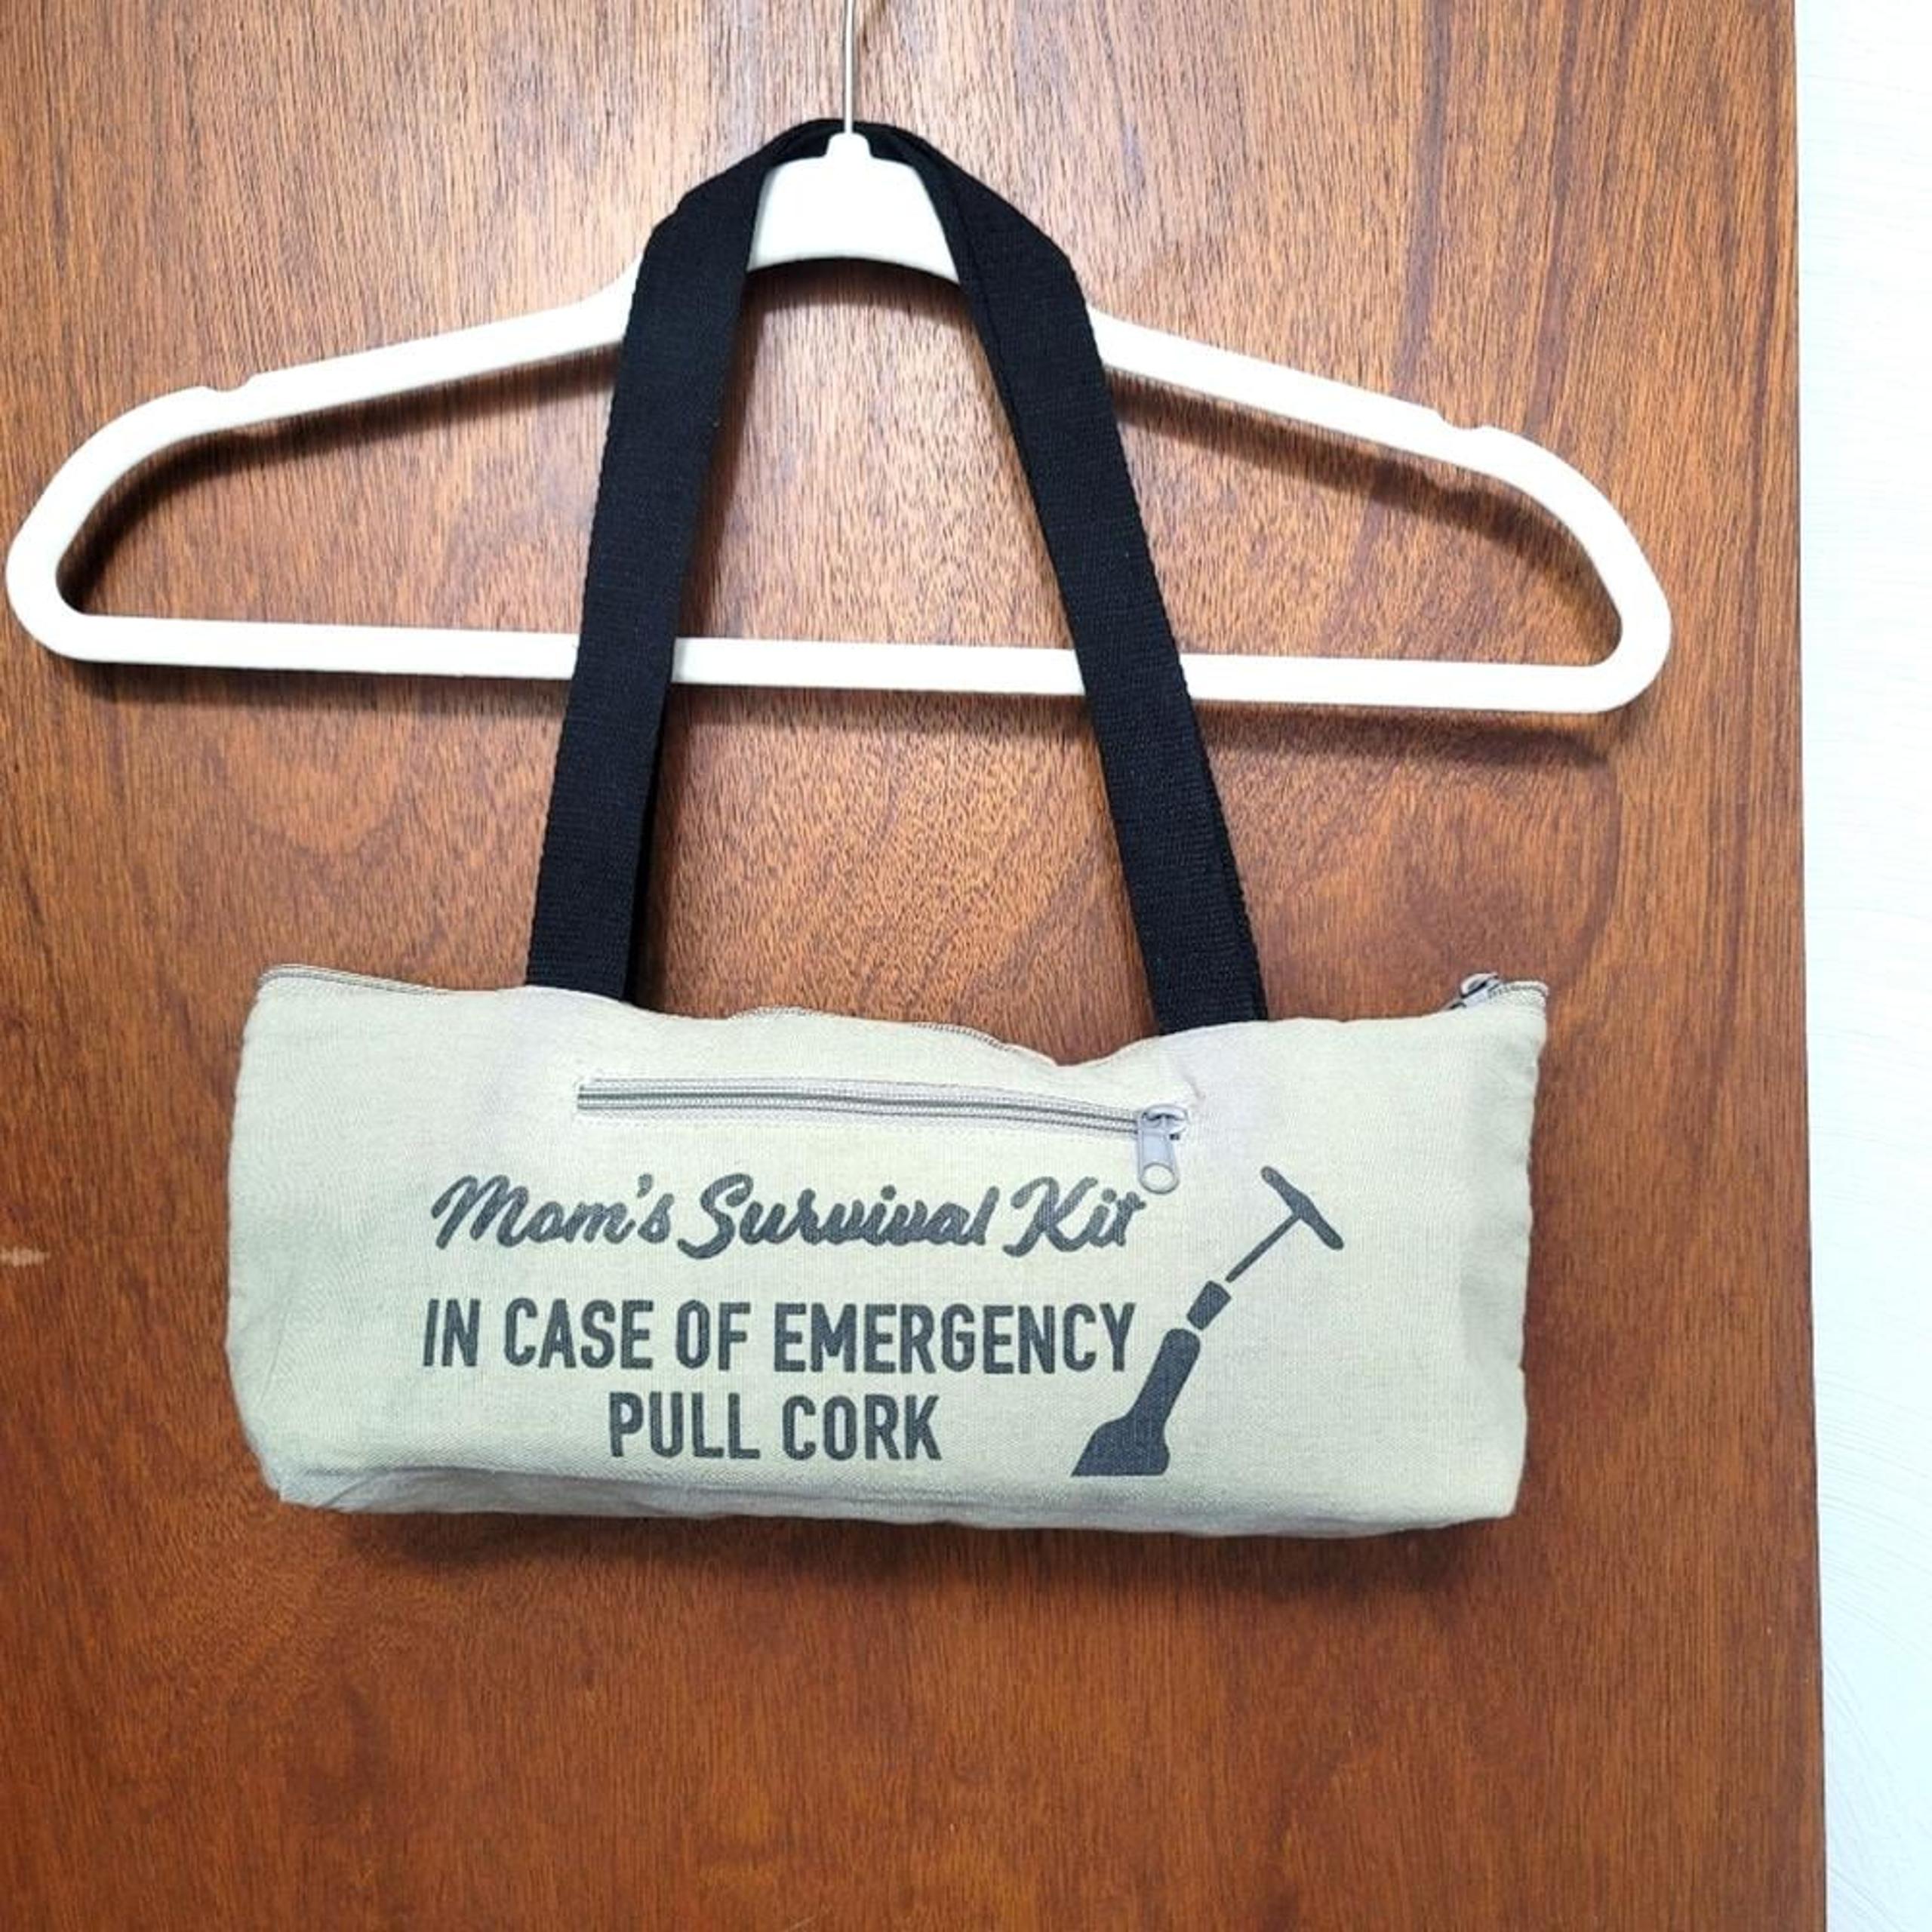 Mom's Survival Kit
IN CASE OF EMERGENCY
PULL CORK